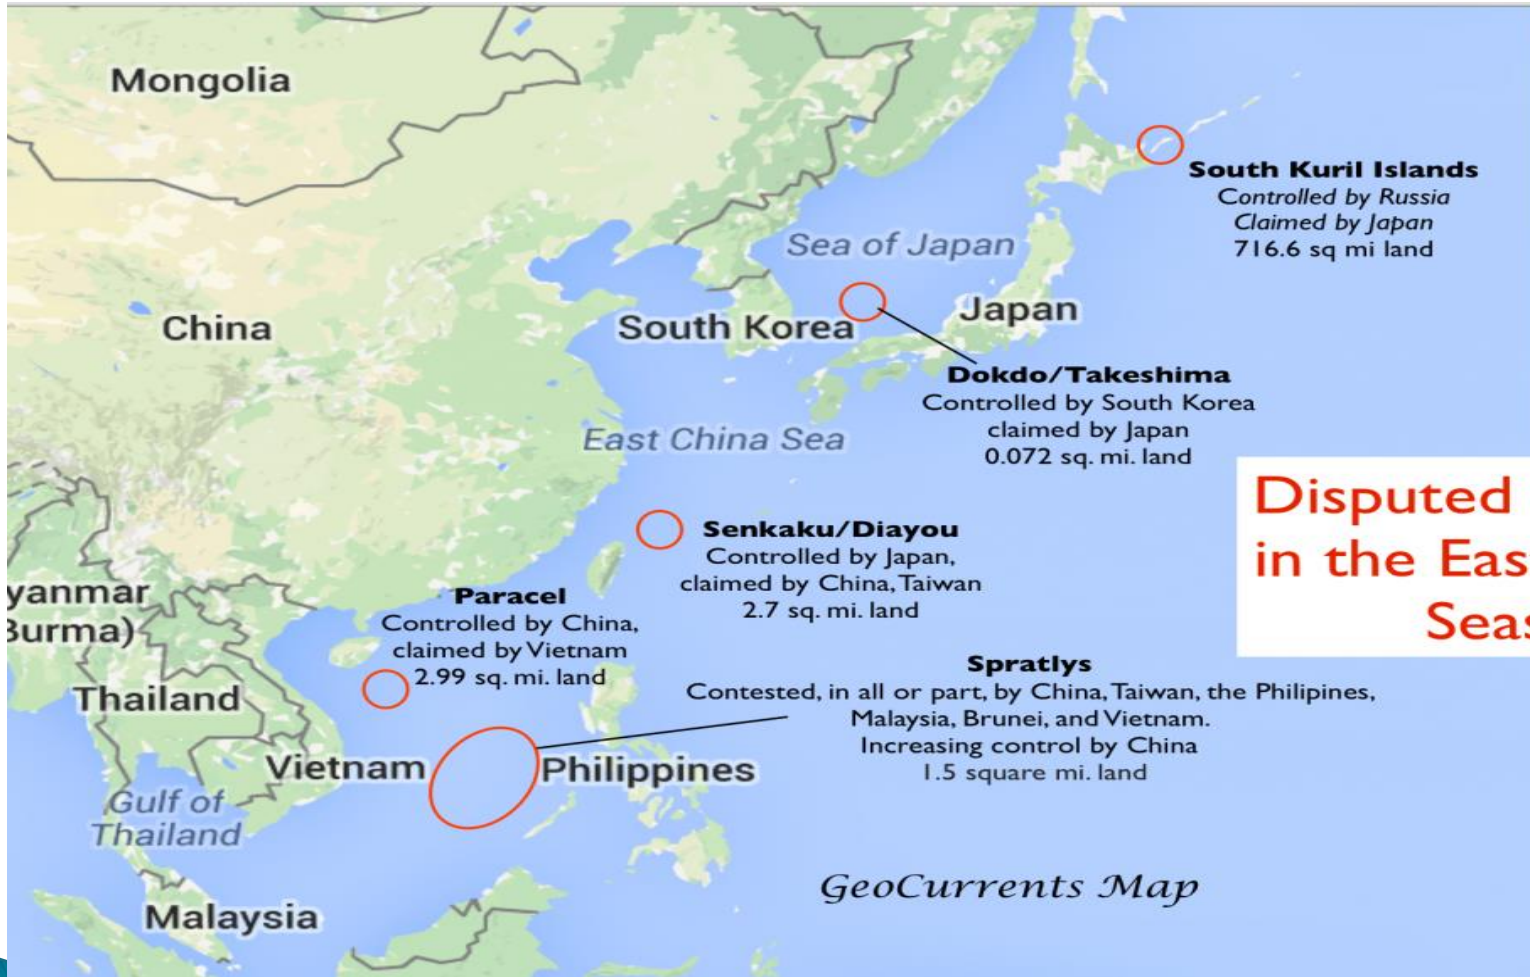 Mongolia
South Kuril Islands
Controlled by Russia
Claimed by Japan
716.6 sq mi land
Sea of Japan
China
South Korea
Japan
Dokdo/Takeshima
Controlled by South Korea
claimed by Japan
0.072 sq. mi. land
East China Sea
Disputed
in the Eas
Seas
Senkaku/Diayou
Controlled by Japan,
claimed by China, Taiwan
2.7 sq. mi. land
yanmar
Burma)
Paracel
Controlled by China,
claimed by Vietnam
2.99 sq. mi. land
Thailand
Spratlys
Contested, in all or part, by China, Taiwan, the Philipines,
Malaysia, Brunei, and Vietnam.
Increasing control by China
1.5 square mi. land
Vietnam
Philippines
Gulf of
Thailand
GeoCurrents Map
Malaysia